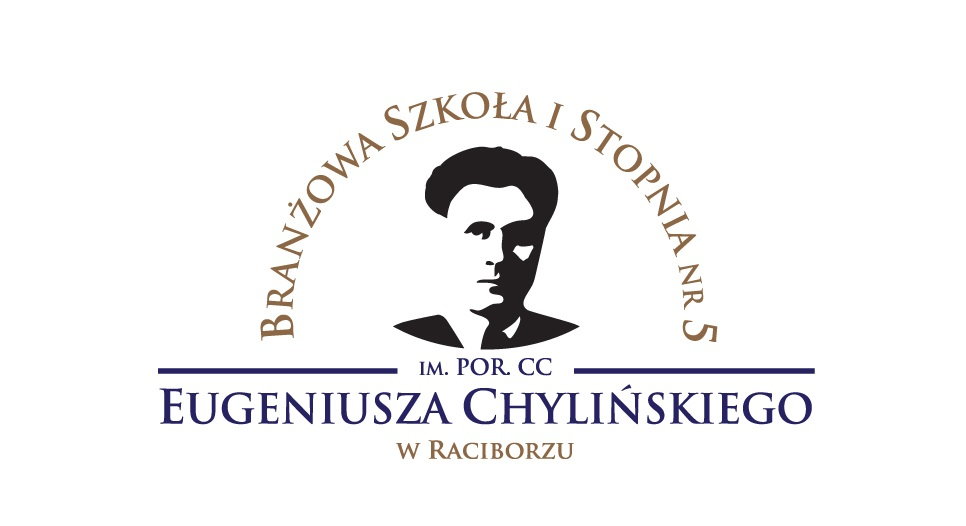 Branżowa Szkoła I Stopnia nr 5
im. por. CC
Eugeniusza Chylińskiego
w Raciborzu